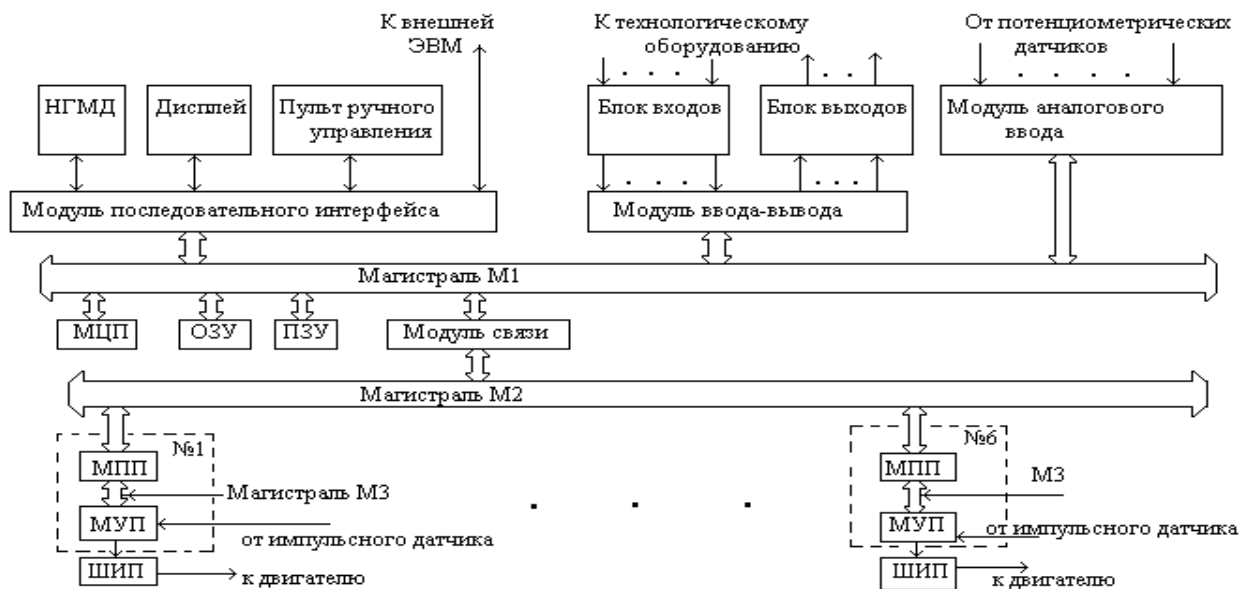 К внешней
ЭВМ
К технологическому
оборудованию
От потенциометрических
датчиков
НГМД
Дисплей
Пульт ручного
управления
Блок входов
Блок выходов
Модуль аналогового
ввода
Модуль последовательного интерфейса
Модуль ввода-вывода
Магистраль М1
МЦП
ОЗУ
ПЗУ
Модуль связи
Магистраль М2
№1
МПП
Магистраль М3
МУП
от импульсного датчика
ШИП
к двигателю
№6
МПП
М3
МУП
от импульсного датчика
ШИП
к двигателю